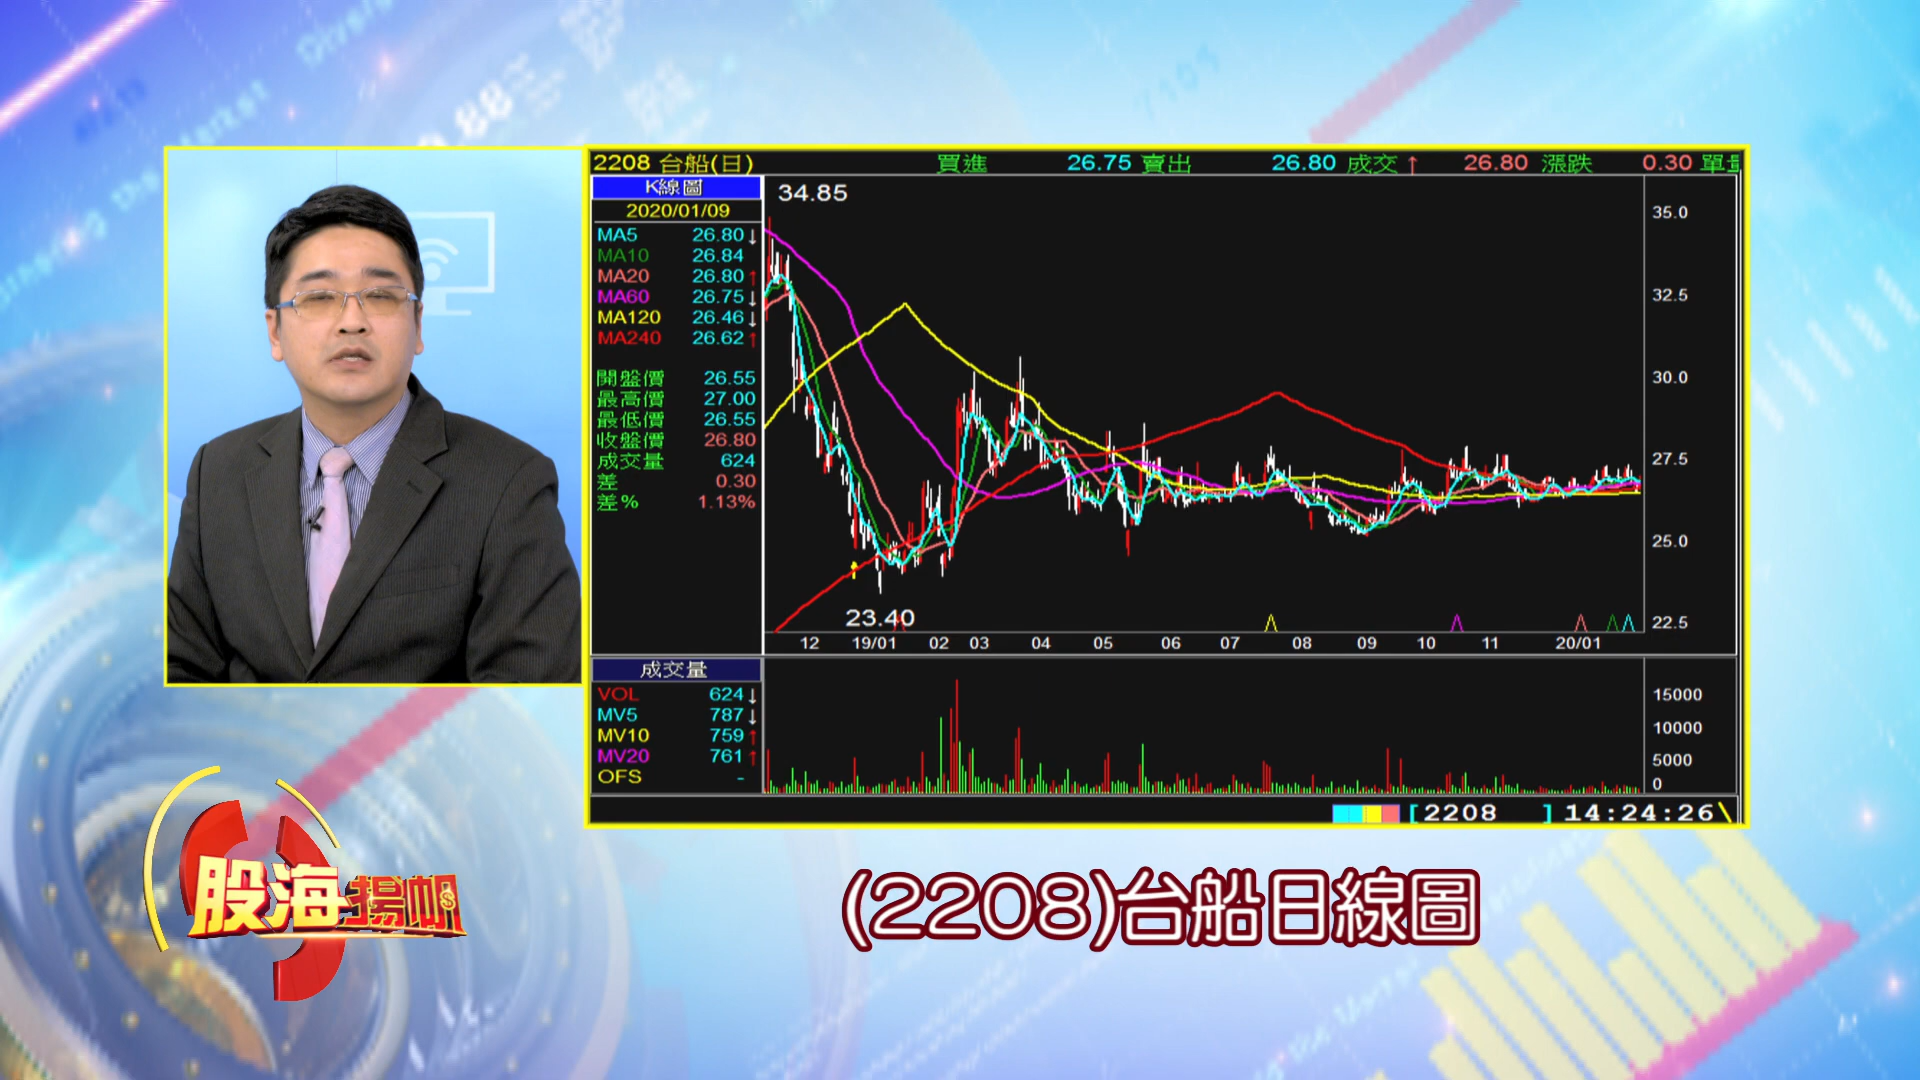 2208 台船(日) 買進 26.75 賣出 26.80 成交↑ 26.80 漲跌 0.30
K線圖
2020/01/09
MA5 26.80↓
MA10 26.84
MA20 26.80↑
MA60 26.75↓
MA120 26.46↓
MA240 26.62↑
開盤價 26.55
最高價 27.00
最低價 26.55
收盤價 26.80
成交量 624
差 0.30
差% 1.13%
34.85
23.40
35.0
32.5
30.0
27.5
25.0
22.5
12 19/01 02 03 04 05 06 07 08 09 10 11 20/01
成交量
VOL 624↓
MV5 787↓
MV10 759↑
MV20 761↑
OFS -
15000
10000
5000
0
[2208 ] 14:24:26\
股海揚帆
(2208)台船日線圖